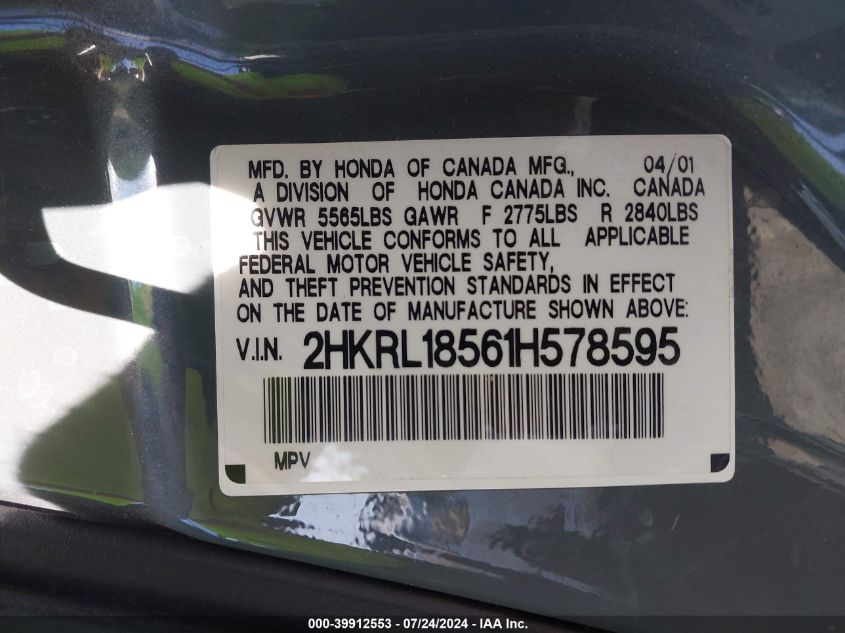 MFD. BY HONDA OF CANADA MFG., 04/01
A DIVISION OF HONDA CANADA INC. CANADA
GVWR 5565LBS GAWR F 2775LBS R 2840LBS
THIS VEHICLE CONFORMS TO ALL APPLICABLE
FEDERAL MOTOR VEHICLE SAFETY,
AND THEFT PREVENTION STANDARDS IN EFFECT
ON THE DATE OF MANUFACTURE SHOWN ABOVE:
V.I.N. 2HKRL18561H578595
MPV
000-39912553 - 07/24/2024 - IAA Inc.